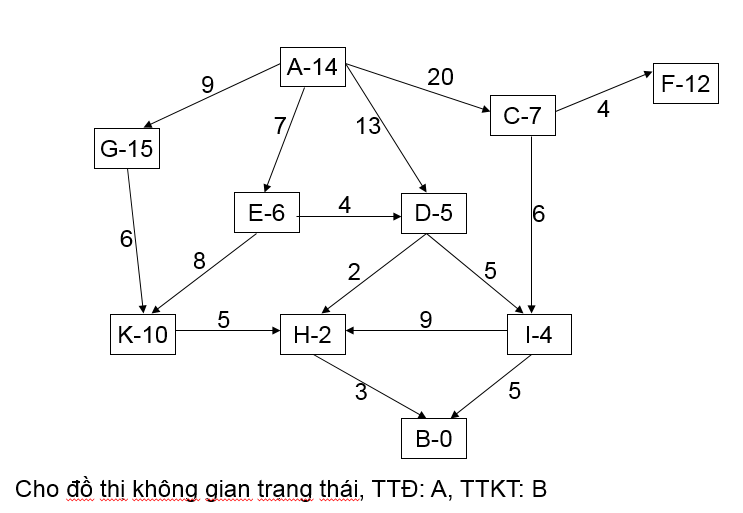 A-14
20
F-12
9
C-7
4
7
13
G-15
E-6
4
D-5
6
6
8
2
5
K-10
5
H-2
9
I-4
3
5
B-0
Cho đồ thị không gian trạng thái, TTĐ: A, TTKT: B